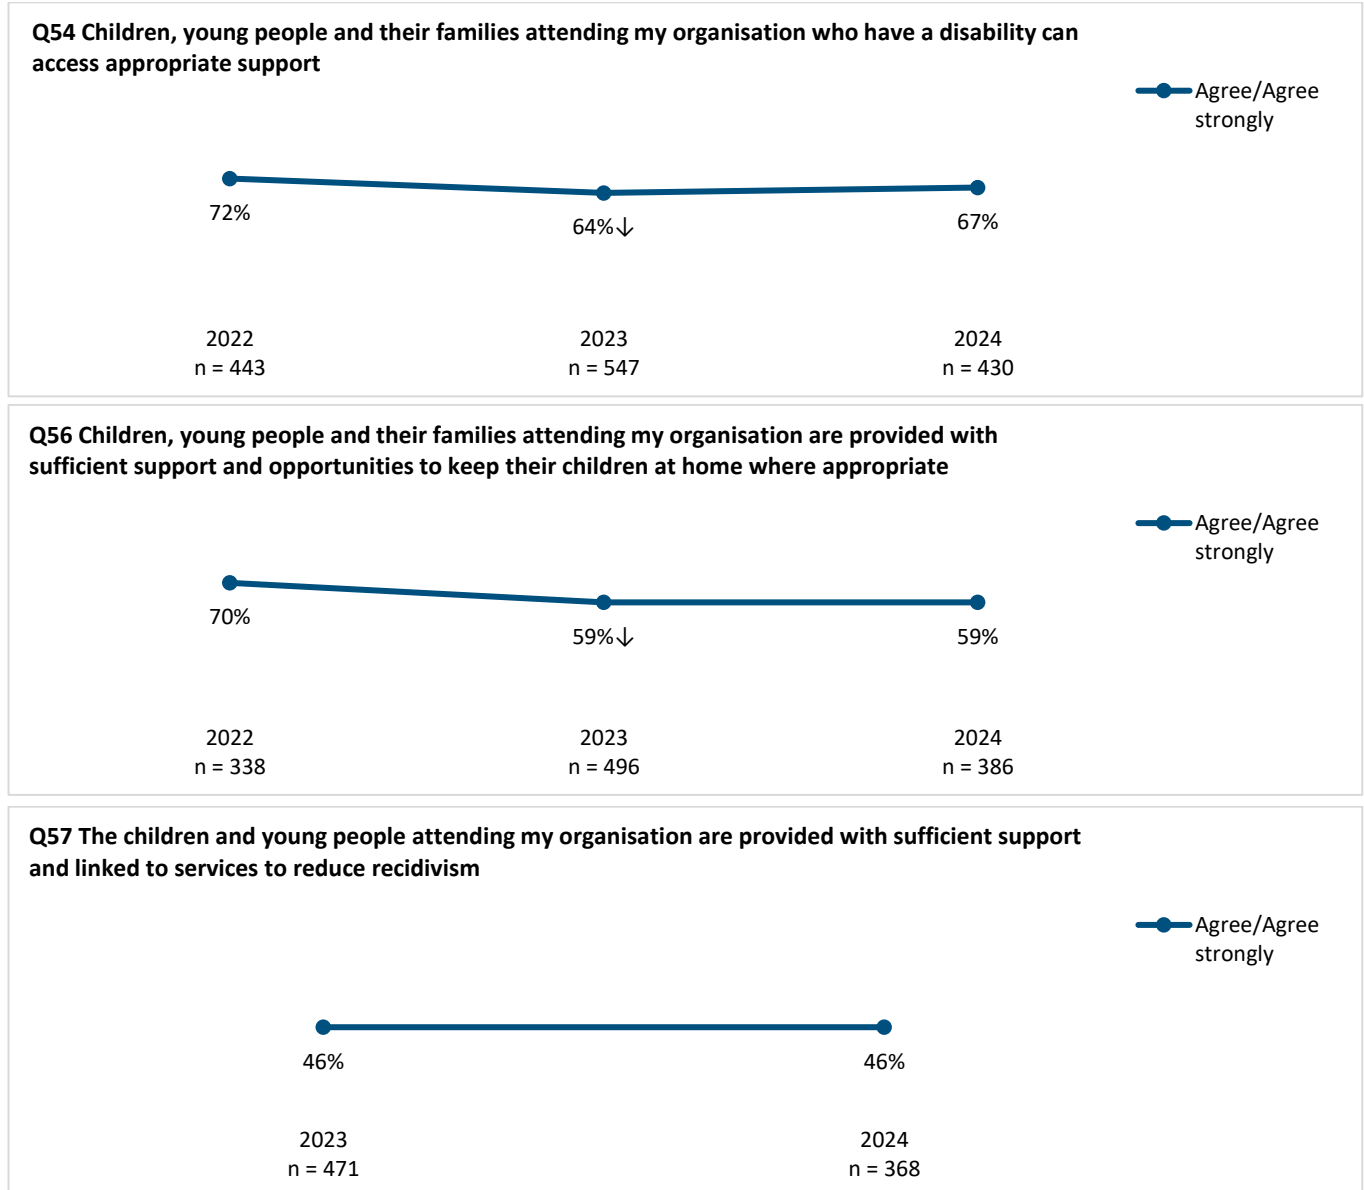 Q54 Children, young people and their families attending my organisation who have a disability can
access appropriate support
Agree/Agree
strongly
72%
64%↓
67%
2022
2023
2024
n = 443
n = 547
n = 430
Q56 Children, young people and their families attending my organisation are provided with
sufficient support and opportunities to keep their children at home where appropriate
Agree/Agree
strongly
70%
59%↓
59%
2022
2023
2024
n = 338
n = 496
n = 386
Q57 The children and young people attending my organisation are provided with sufficient support
and linked to services to reduce recidivism
Agree/Agree
strongly
46%
46%
2023
2024
n = 471
n = 368